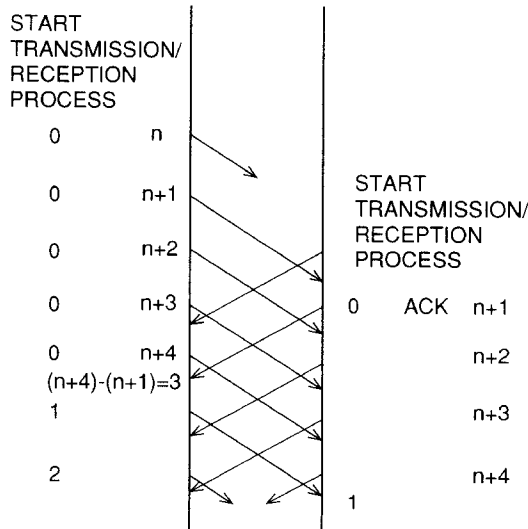 START
TRANSMISSION/
RECEPTION
PROCESS
0 n
0 n+1
0 n+2
0 n+3
0 n+4
(n+4)-(n+1)=3
1
2
START
TRANSMISSION/
RECEPTION
PROCESS
0 ACK n+1
n+2
n+3
n+4
1